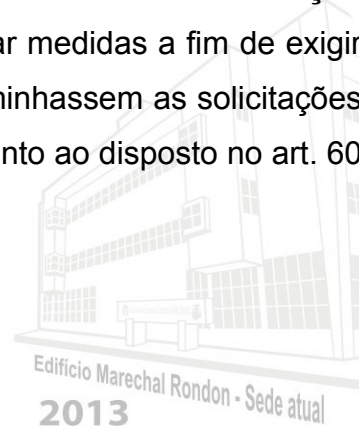 ar medidas a fim de exigir
ninhassem as solicitações
nto ao disposto no art. 60
Edifício Marechal Rondon - Sede atual
2013